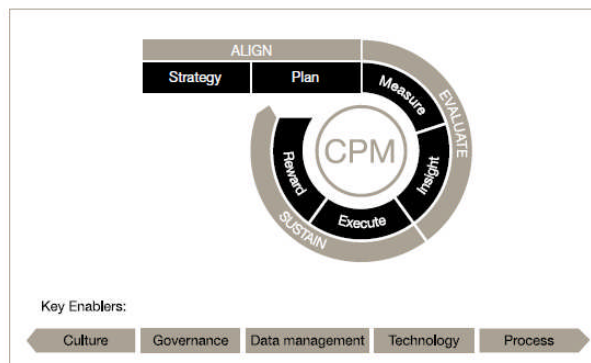 ALIGN
Strategy Plan
Measure
EVALUATE
CPM
Insight
Reward
Execute
SUSTAIN
Key Enablers:
Culture Governance Data management Technology Process